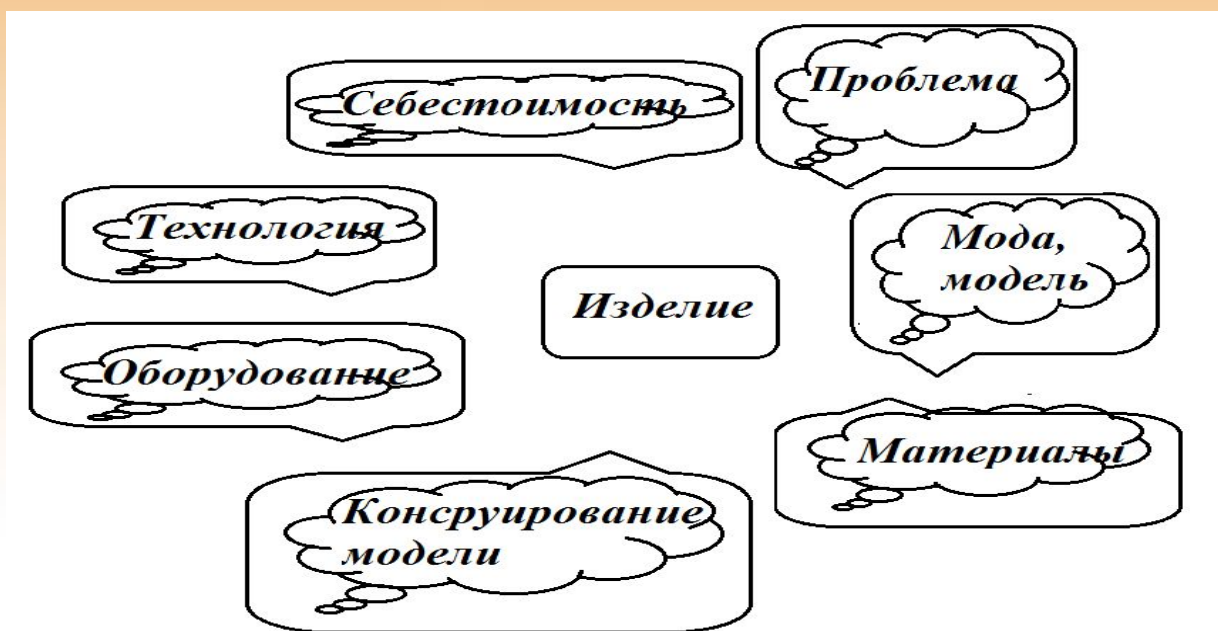 Себестоимость
Проблема
Технология
Мода,
модель
Изделие
Оборудование
Материалы
Консруирование
модели